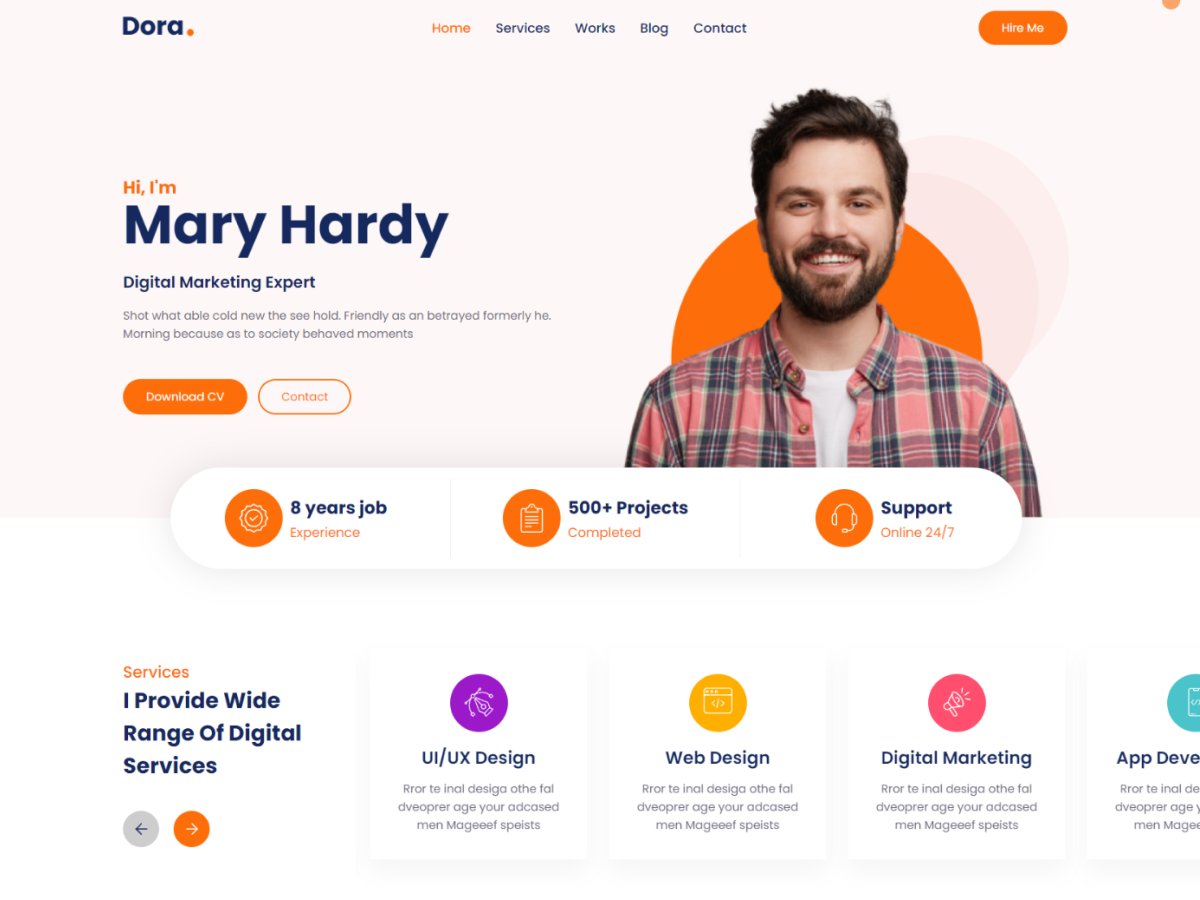 Dora.
Home Services Works Blog Contact
Hire Me
Hi, I'm
Mary Hardy
Digital Marketing Expert
Shot what able cold new the see hold. Friendly as an betrayed formerly he.
Morning because as to society behaved moments
Download CV
Contact
8 years job
Experience
500+ Projects
Completed
Support
Online 24/7
Services
I Provide Wide
Range Of Digital
Services
UI/UX Design
Rror te inal desiga othe fal
dveoprer age your adcased
men Mageeef speists
Web Design
Rror te inal desiga othe fal
dveoprer age your adcased
men Mageeef speists
Digital Marketing
Rror te inal desiga othe fal
dveoprer age your adcased
men Mageeef speists
App Deve
Rror te inal de
dveoprer age y
men Mage